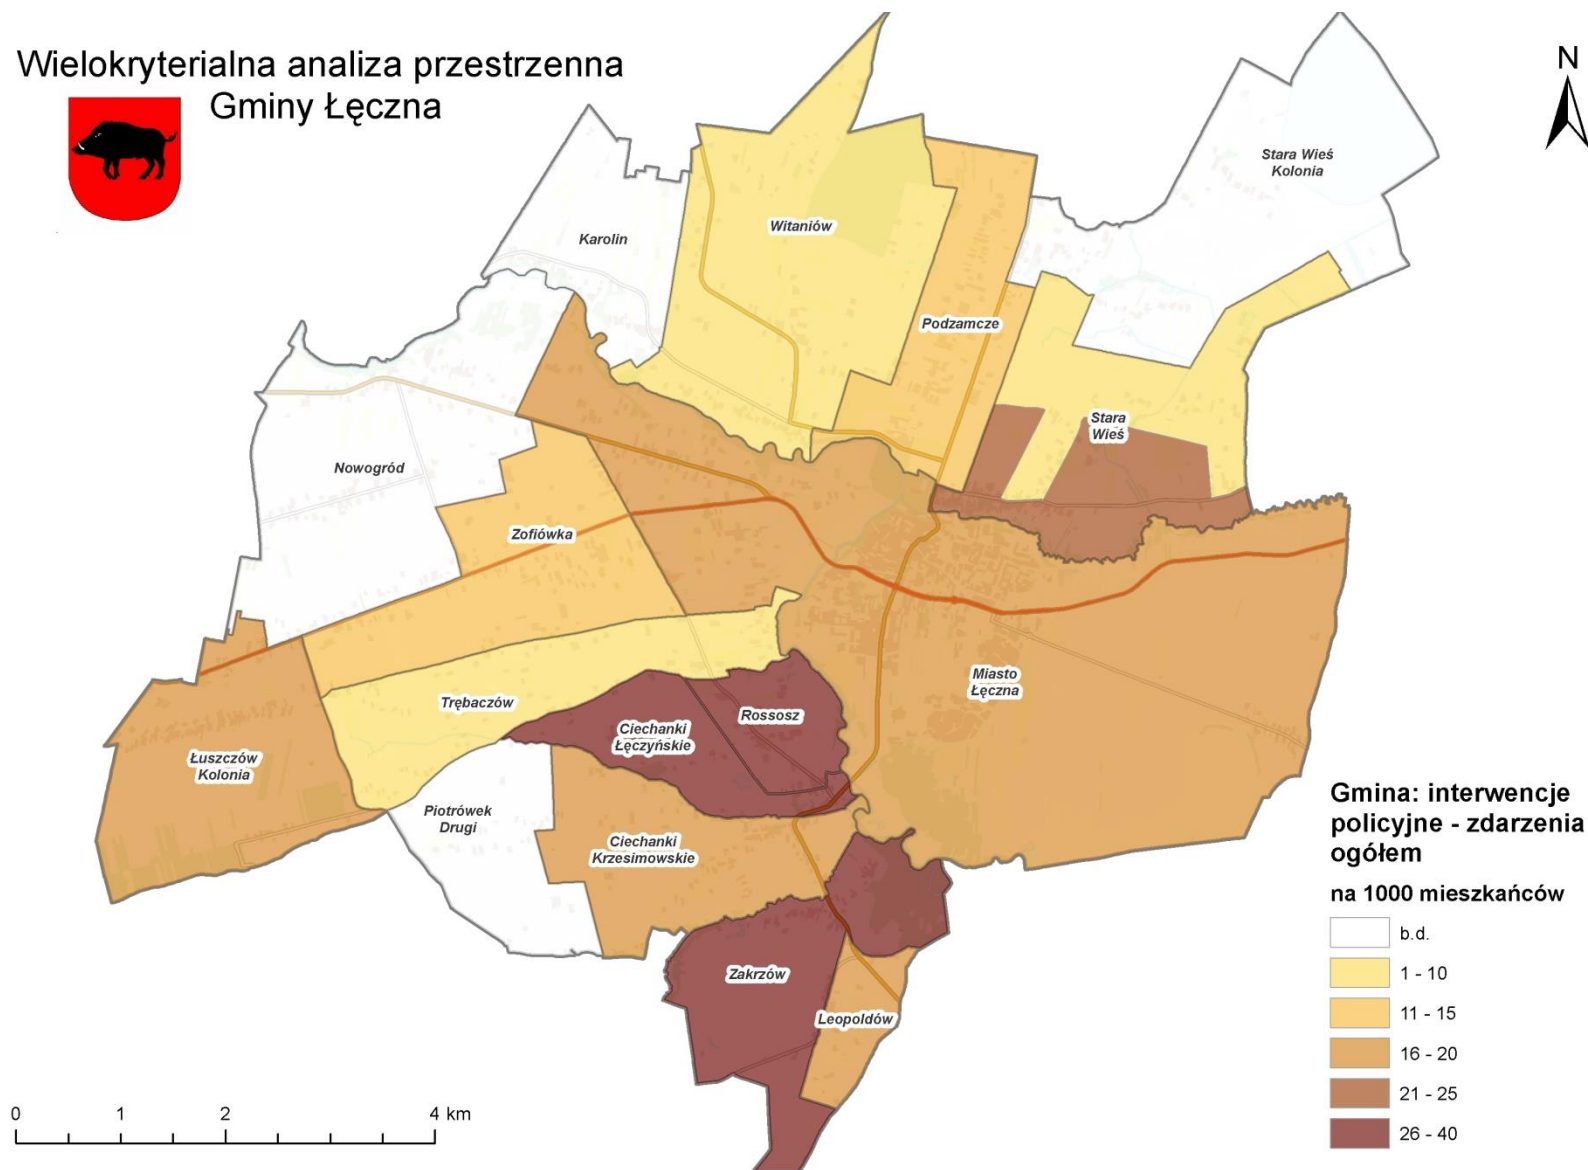 Wielokryterialna analiza przestrzenna
Gminy Łęczna
N
Stara Wieś
Kolonia
Karolin
Witaniów
Podzamcze
Stara
Wieś
Nowogród
Zofiówka
Miasto
Łęczna
Trębaczów
Rossosz
Ciechanki
Łęczyńskie
Łuszczów
Kolonia
Piotrówek
Drugi
Ciechanki
Krzesimowskie
Zakrzów
Leopoldów
Gmina: interwencje
policyjne - zdarzenia
ogółem
na 1000 mieszkańców
b.d.
1 - 10
11 - 15
16 - 20
21 - 25
26 - 40
0 1 2 4 km